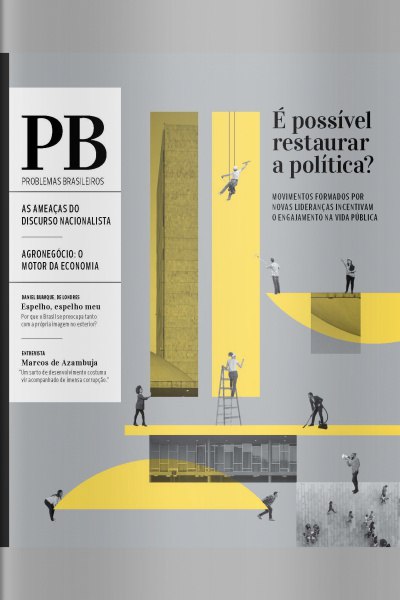 PB
PROBLEMAS BRASILEIROS
AS AMEAÇAS DO
DISCURSO NACIONALISTA
AGRONEGÓCIO: O
MOTOR DA ECONOMIA
DANIEL BUARQUE, DE LONDRES
Espelho, espelho meu
Por que o Brasil se preocupa tanto
com a própria imagem no exterior?
ENTREVISTA
Marcos de Azambuja
"Um surto de desenvolvimento costuma
vir acompanhado de imensa corrupção."
É possível
restaurar
a política?
MOVIMENTOS FORMADOS POR
NOVAS LIDERANÇAS INCENTIVAM
O ENGAJAMENTO NA VIDA PÚBLICA